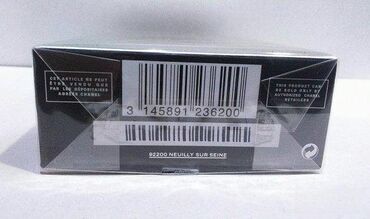 CET ARTICLE NE PEUT
ÊTRE VENDU QUE
PAR LES DÉPOSITAIRES
AGRÉÉS CHANEL
THIS PRODUCT CAN
BE SOLD ONLY BY
AUTHORIZED CHANEL
RETAILERS
3 145891 236200
92200 NEUILLY SUR SEINE